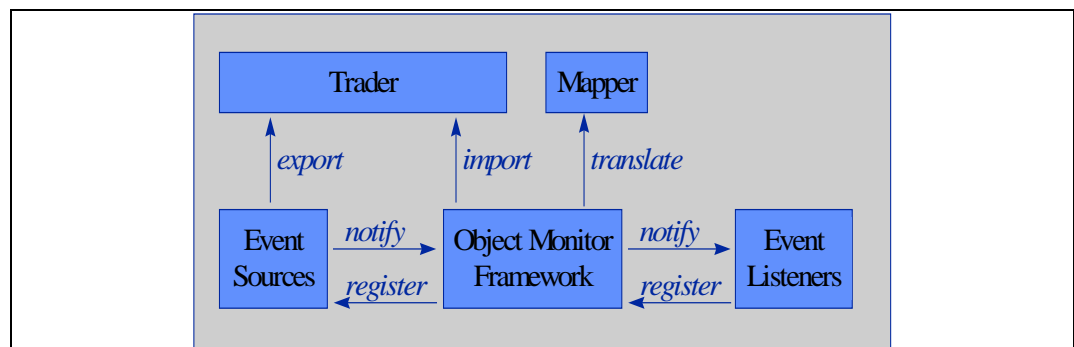 Trader
Mapper
export
import
translate
Event
Sources
notify
register
Object Monitor
Framework
notify
register
Event
Listeners